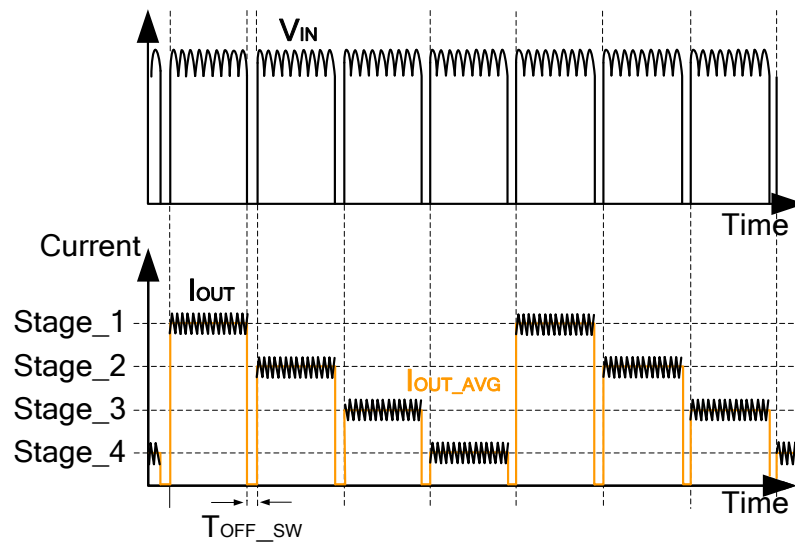 VIN
Time
Current
IOUT
Stage_1
Stage_2
IOUT_AVG
Stage_3
Stage_4
Time
TOFF_SW